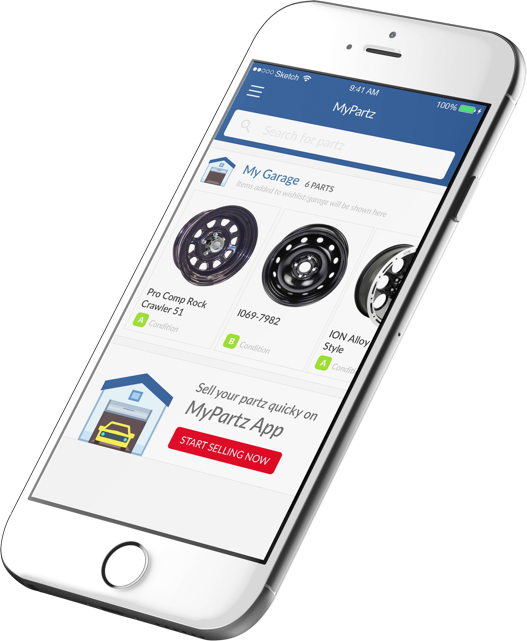 Sketch
9:41 AM
100%
MyPartz
Search for partz
My Garage 6 PARTS
Items added to wishlist/garage will be shown here
Pro Comp Rock
Crawler 51
A Condition
I069-7982
B Condition
ION Alloy
Style
A Condit
Sell your partz quicky on
MyPartz App
START SELLING NOW